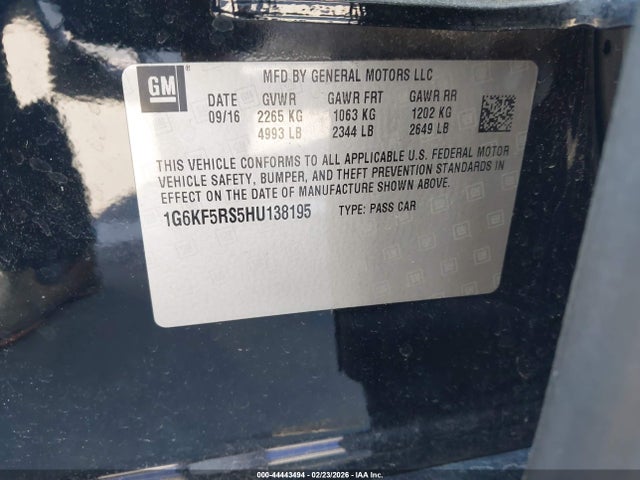 GM
MFD BY GENERAL MOTORS LLC
DATE GVWR GAWR FRT GAWR RR
09/16 2265 KG 1063 KG 1202 KG
4993 LB 2344 LB 2649 LB
THIS VEHICLE CONFORMS TO ALL APPLICABLE U.S. FEDERAL MOTOR
VEHICLE SAFETY, BUMPER, AND THEFT PREVENTION STANDARDS IN
EFFECT ON THE DATE OF MANUFACTURE SHOWN ABOVE.
1G6KF5RS5HU138195 TYPE: PASS CAR
000-44443494 - 02/23/2026 - IAA Inc.